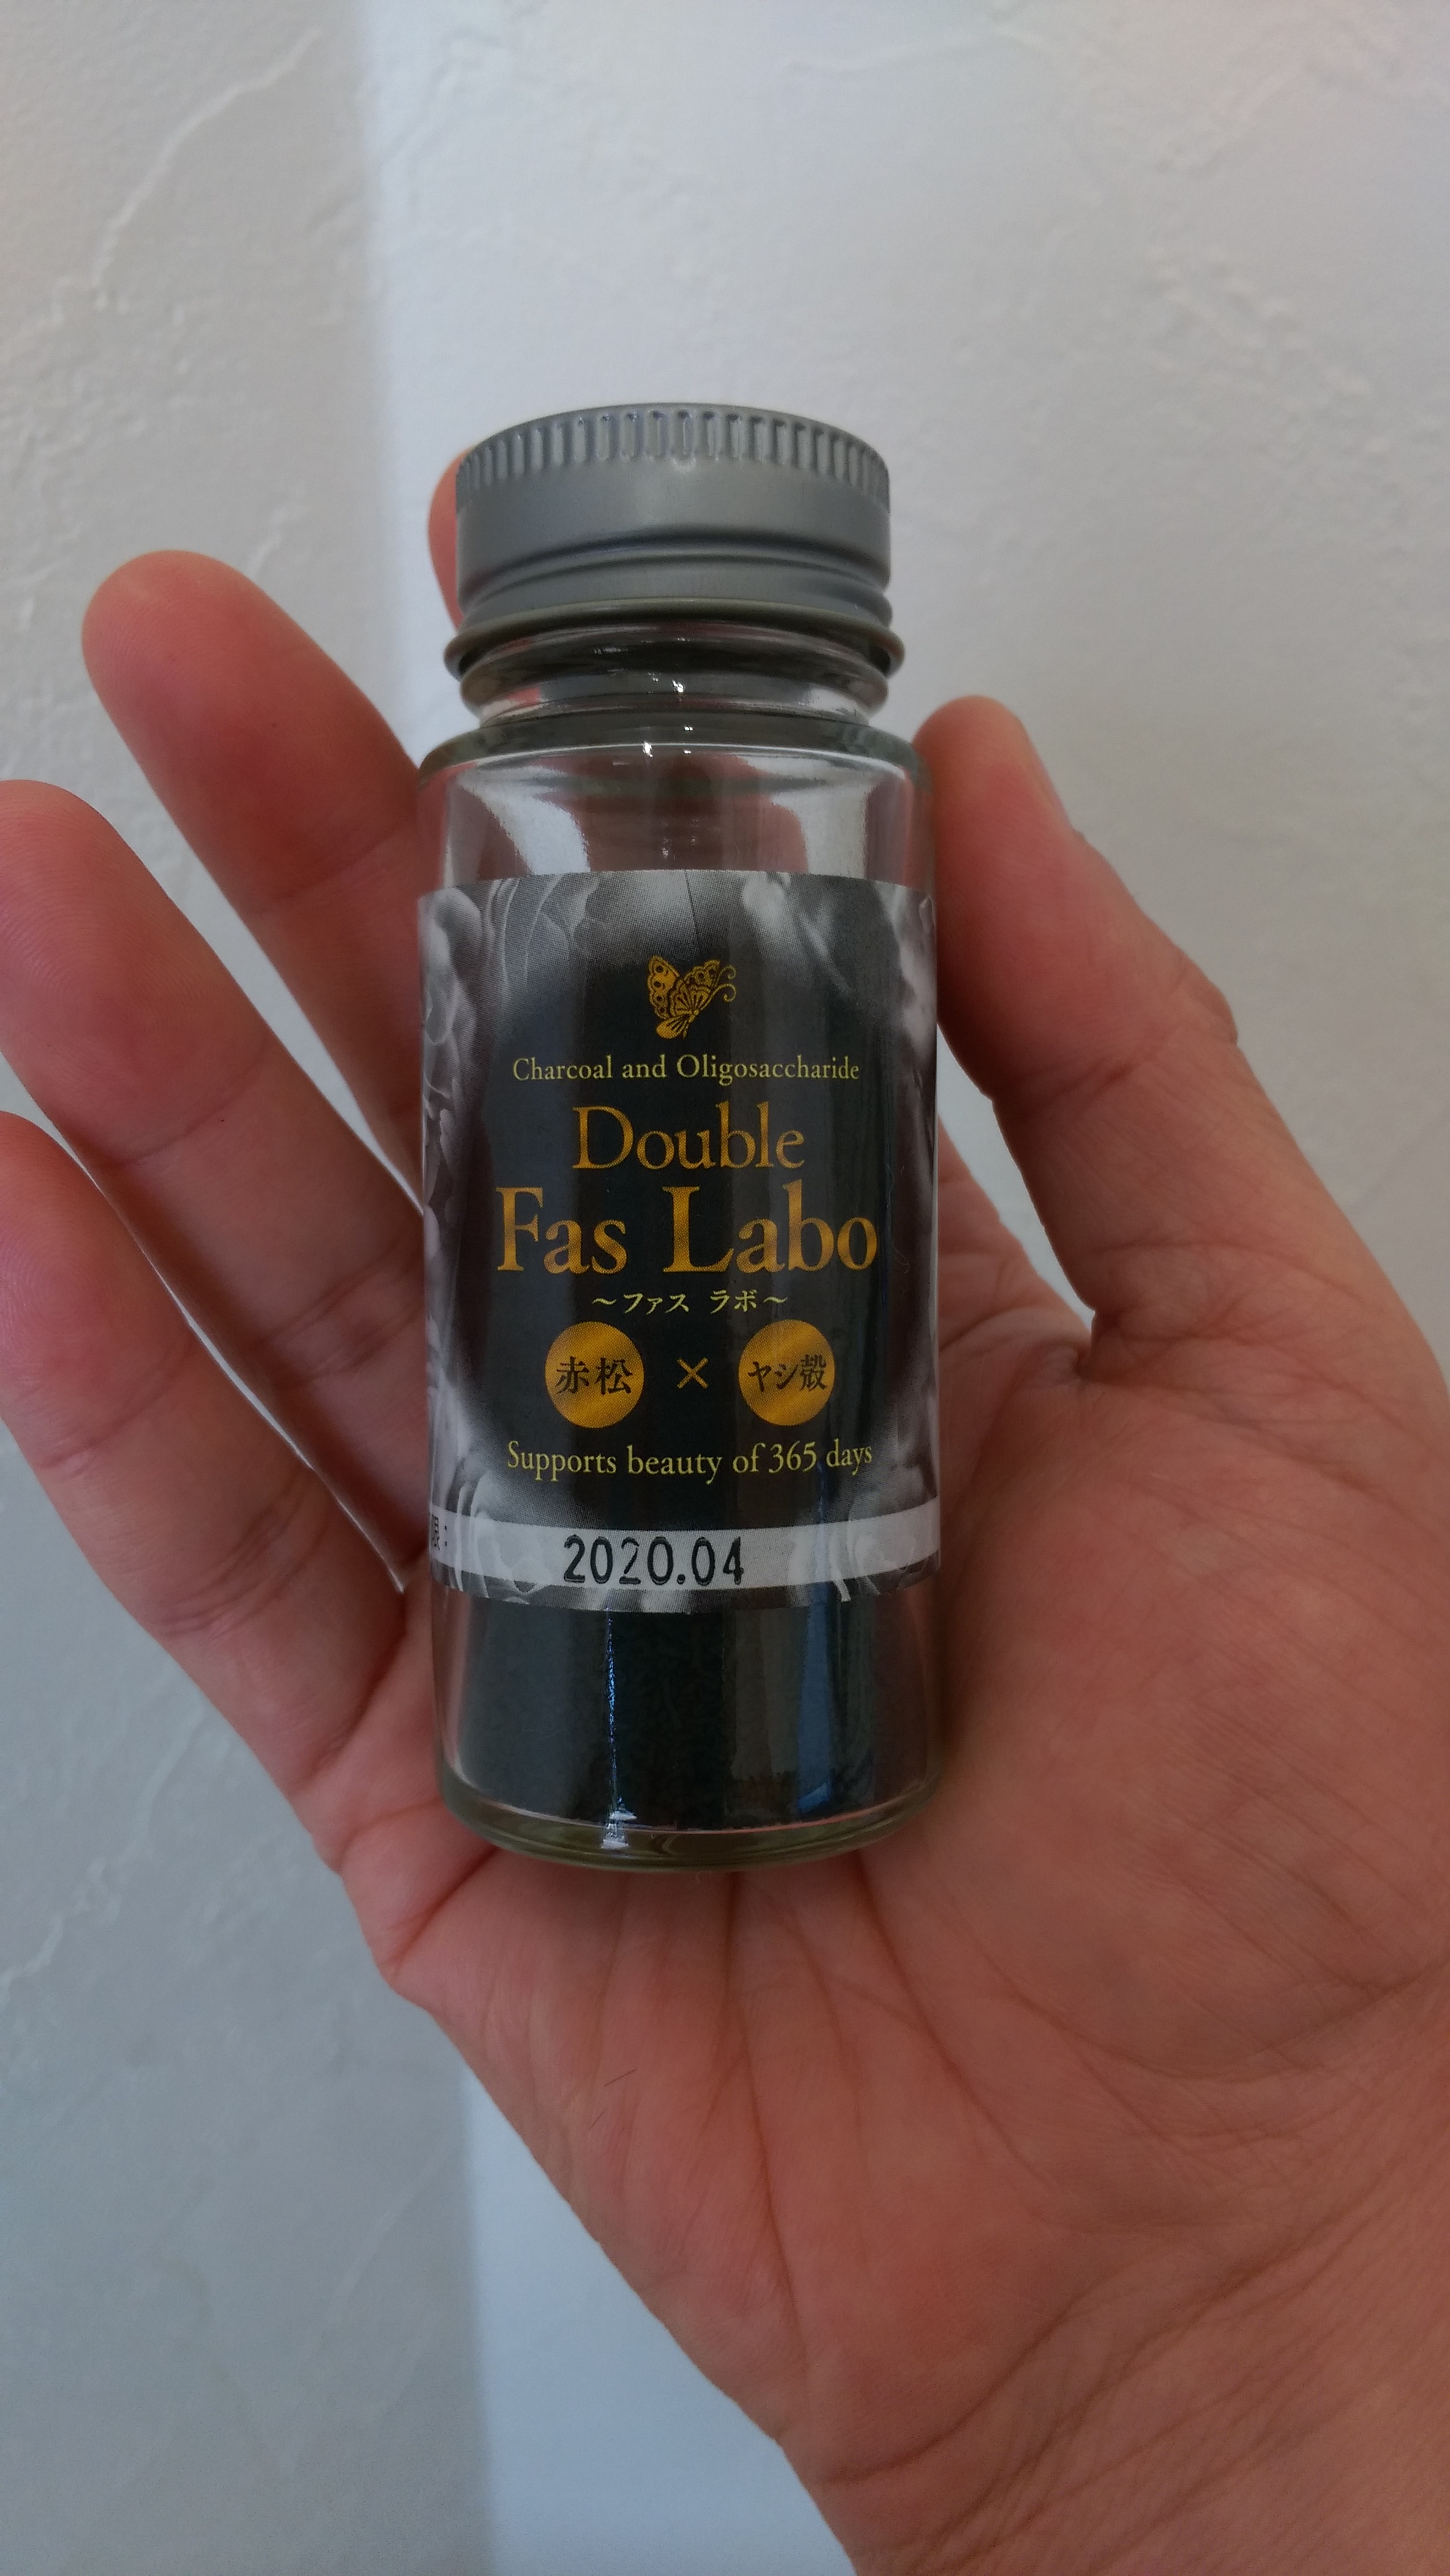 Charcoal and Oligosaccharide
Double
Fas Labo
～ファス ラボ～
赤松 × ヤシ殻
Supports beauty of 365 days
限: 2020.04